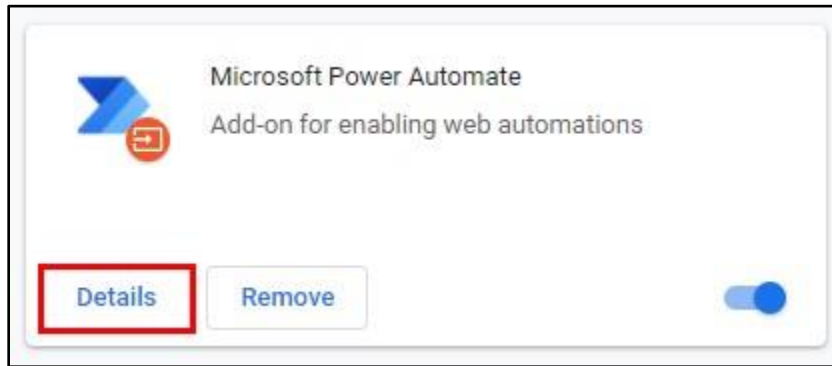 Microsoft Power Automate
Add-on for enabling web automations
Details Remove